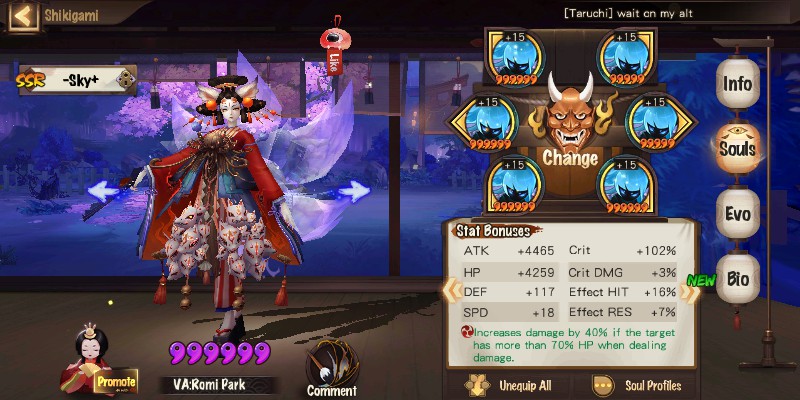 Shikigami
[Taruchi] wait on my alt
SSR -Sky+
Like
+15
999999
+15
999999
+15
999999
+15
999999
+15
999999
+15
999999
Change
Info
Souls
Evo
Bio
NEW
Stat Bonuses
ATK +4465 Crit +102%
HP +4259 Crit DMG +3%
DEF +117 Effect HIT +16%
SPD +18 Effect RES +7%
Increases damage by 40% if the target
has more than 70% HP when dealing
damage.
Unequip All
Soul Profiles
Promote
999999
VA:Romi Park
Comment